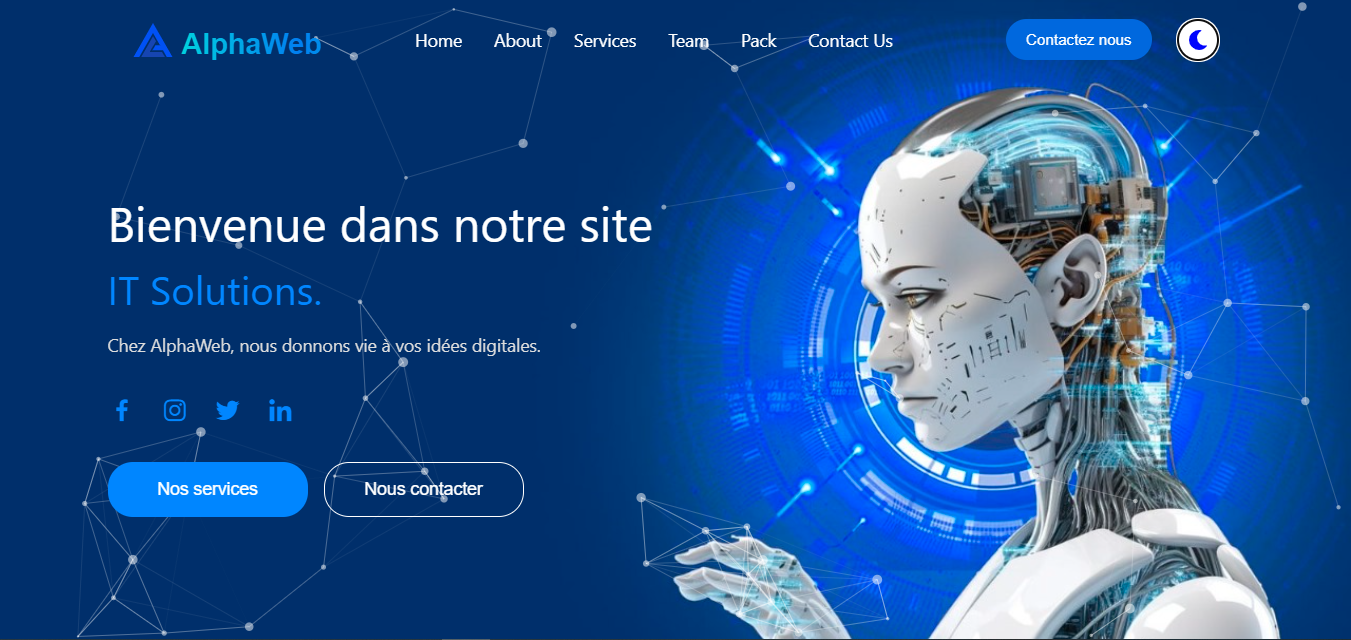 AlphaWeb
Home About Services Team Pack Contact Us
Contactez nous
Bienvenue dans notre site
IT Solutions.
Chez AlphaWeb, nous donnons vie à vos idées digitales.
Nos services
Nous contacter